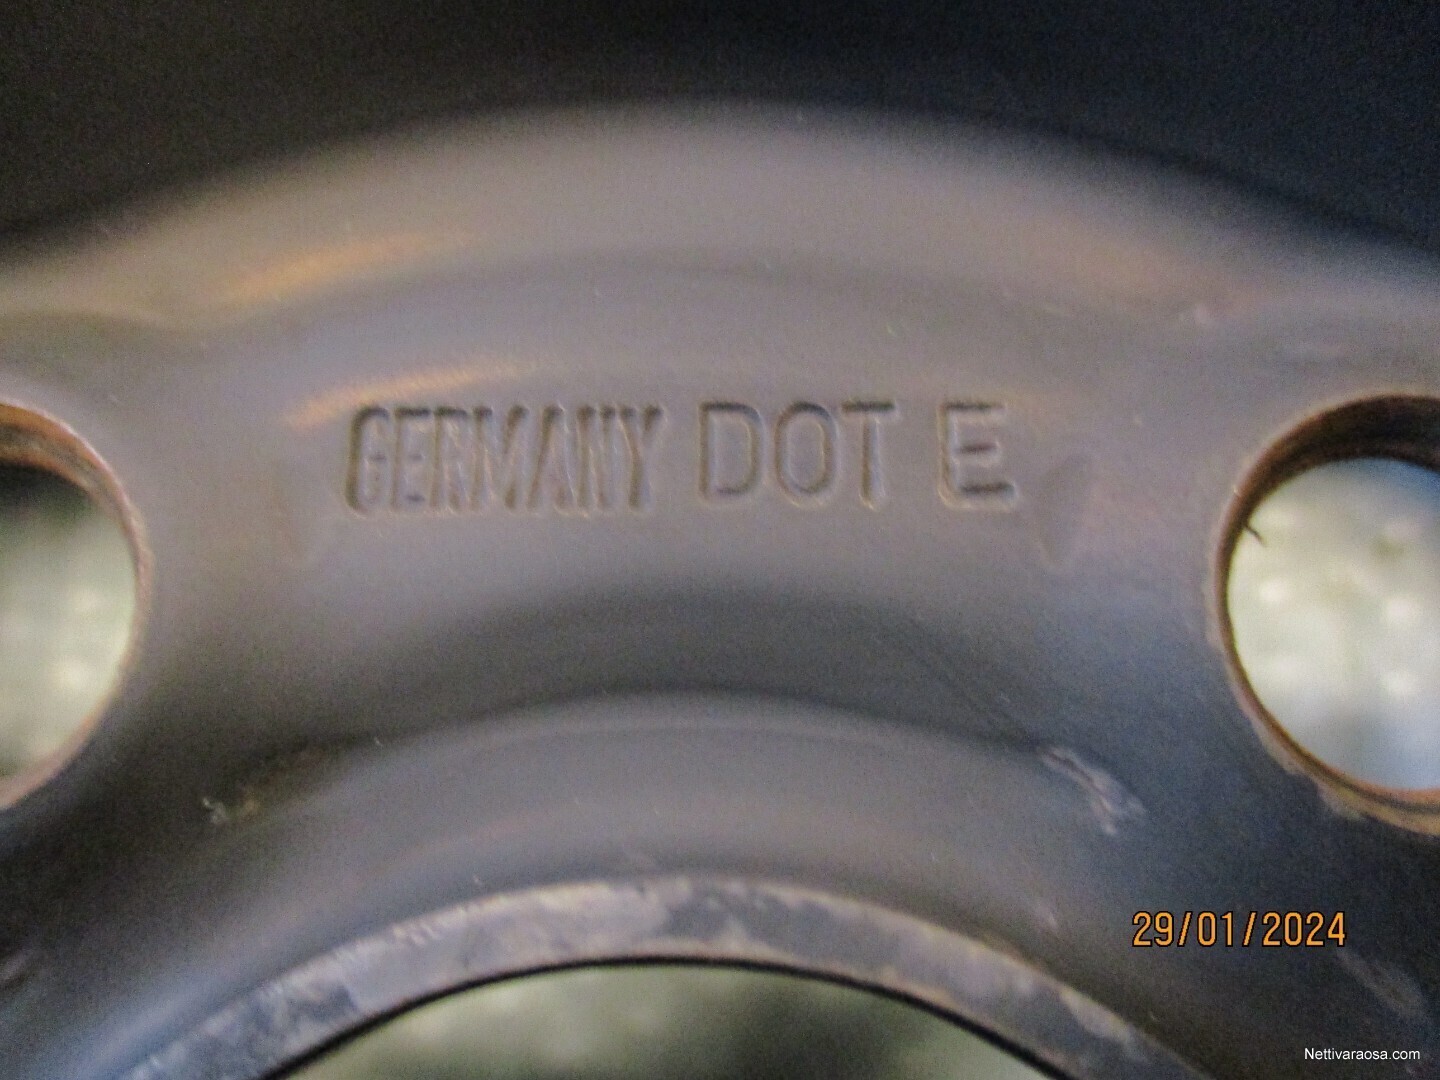 GERMANY DOT E
29/01/2024
Nettivaraosa.com